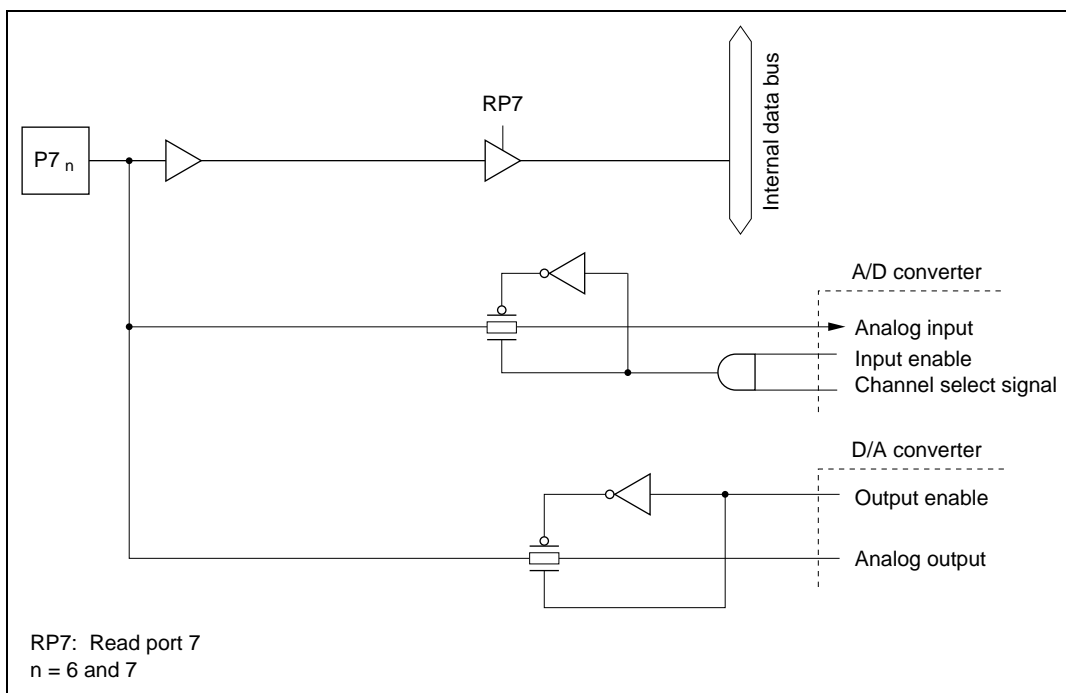 RP7
P7 n
Internal data bus
A/D converter
Analog input
Input enable
Channel select signal
D/A converter
Output enable
Analog output
RP7: Read port 7
n = 6 and 7